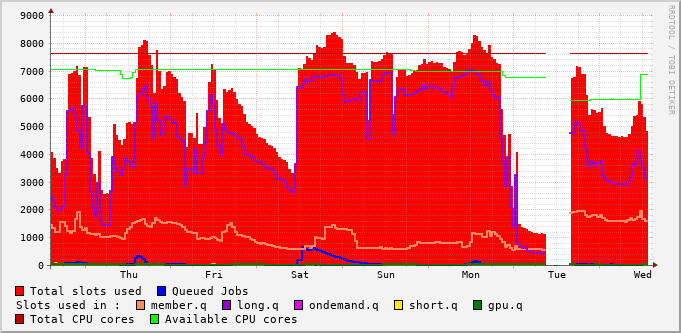 9000
8000
7000
6000
5000
4000
3000
2000
1000
0
Thu Fri Sat Sun Mon Tue Wed
RRDTOOL / TOBI OETIKER
Total slots used Queued Jobs
Slots used in : member.q long.q ondemand.q short.q gpu.q
Total CPU cores Available CPU cores